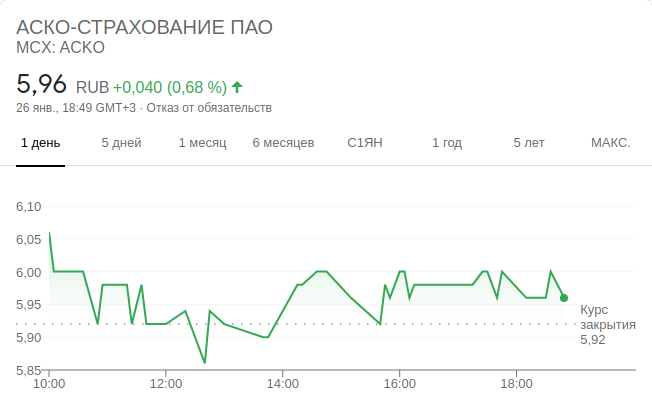 АСКО-СТРАХОВАНИЕ ПАО
MCX: ACKO
5,96 RUB +0,040 (0,68 %)
26 янв., 18:49 GMT+3 · Отказ от обязательств
1 день 5 дней 1 месяц 6 месяцев С1ЯН 1 год 5 лет МАКС.
6,10
6,05
6,00
5,95
5,90
5,85
Курс
закрытия
5,92
10:00 12:00 14:00 16:00 18:00